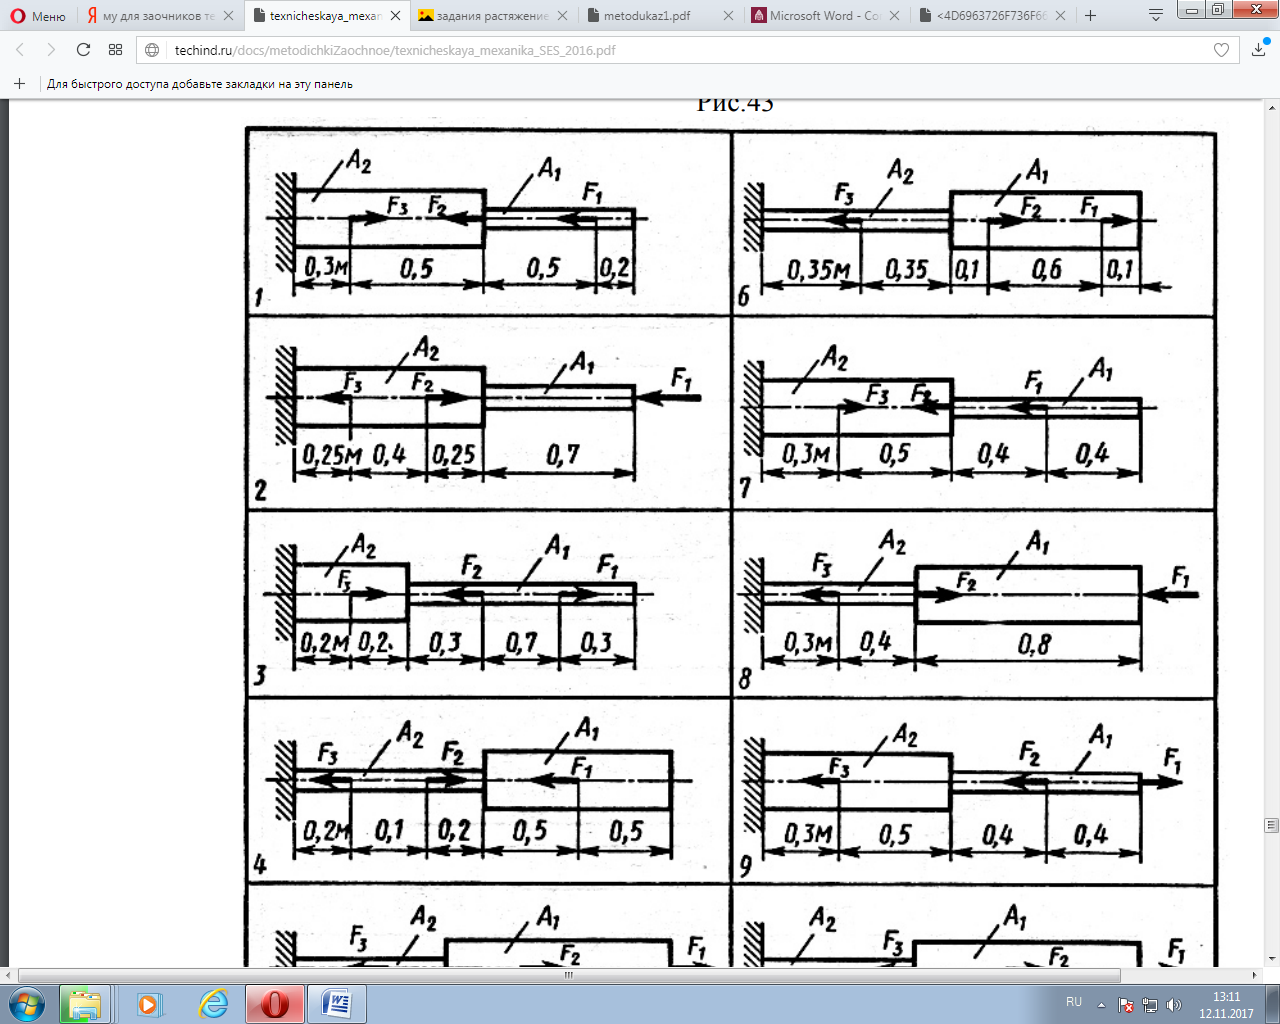 Меню
му для заочников те
texnicheskaya_mexan
задания растяжение
metodukaz1.pdf
Microsoft Word - Со
<4D6963726F736F66
techind.ru/docs/metodichkiZaochnoe/texnicheskaya_mexanika_SES_2016.pdf
Для быстрого доступа добавьте закладки на эту панель
Рис.43
A2 A1 F3 F2 F1
0,3м 0,5 0,5 0,2
1
F3 A2 A1 F2 F1
0,35м 0,35 0,1 0,6 0,1
6
A2 F3 F2 A1 F1
0,25м 0,4 0,25 0,7
2
A2 F3 F2 F1 A1
0,3м 0,5 0,4 0,4
7
A2 F3 F2 A1 F1
0,2м 0,2 0,3 0,7 0,3
3
F3 A2 F2 A1 F1
0,3м 0,4 0,8
8
F3 A2 F2 A1 F1
0,2м 0,1 0,2 0,5 0,5
4
A2 F3 F2 A1 F1
0,3м 0,5 0,4 0,4
9
F3 A2 A1 F2 F1
A2 F3 A1 F2 F1
RU
13:11
12.11.2017